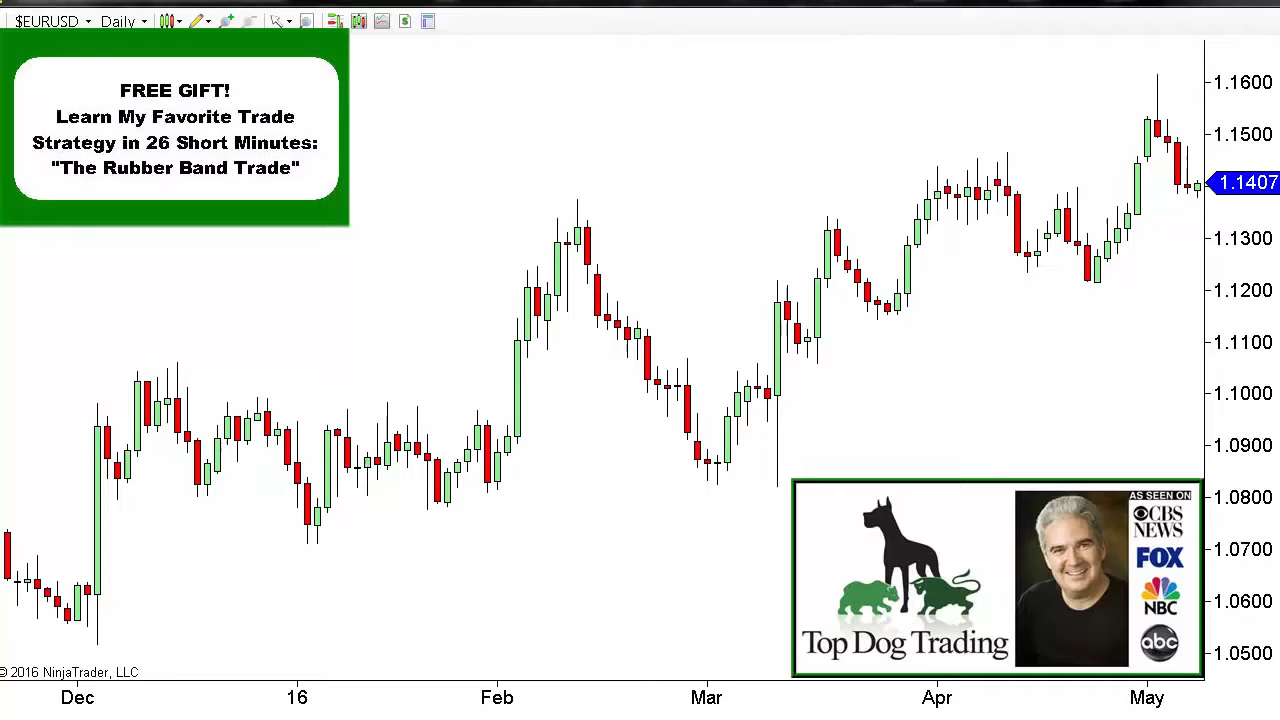 $EURUSD Daily
FREE GIFT!
Learn My Favorite Trade
Strategy in 26 Short Minutes:
"The Rubber Band Trade"
1.1600
1.1500
1.1407
1.1300
1.1200
1.1100
1.1000
1.0900
1.0800
1.0700
1.0600
1.0500
AS SEEN ON
CBS
NEWS
FOX
NBC
abc
Top Dog Trading
© 2016 NinjaTrader, LLC
Dec 16 Feb Mar Apr May